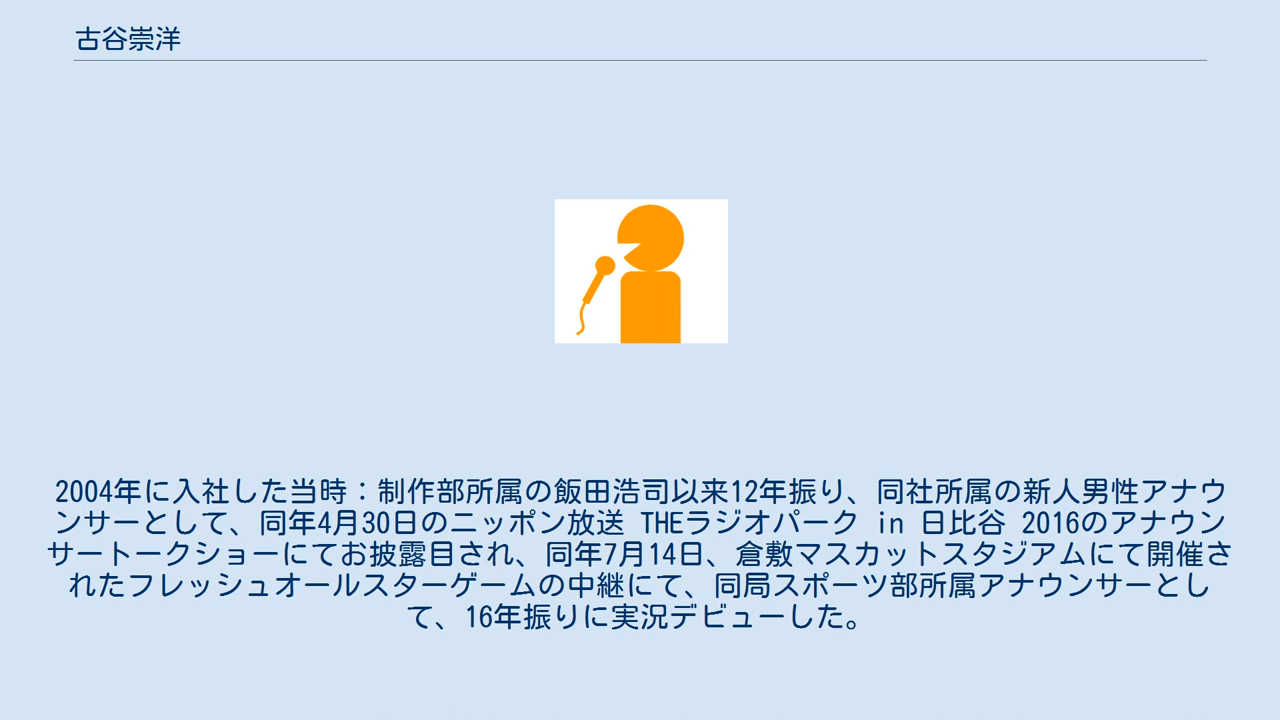 古谷崇洋
2004年に入社した当時：制作部所属の飯田浩司以来12年振り、同社所属の新人男性アナウ
ンサーとして、同年4月30日のニッポン放送 THEラジオパーク in 日比谷 2016のアナウン
サートークショーにてお披露目され、同年7月14日、倉敷マスカットスタジアムにて開催さ
れたフレッシュオールスターゲームの中継にて、同局スポーツ部所属アナウンサーとし
て、16年振りに実況デビューした。